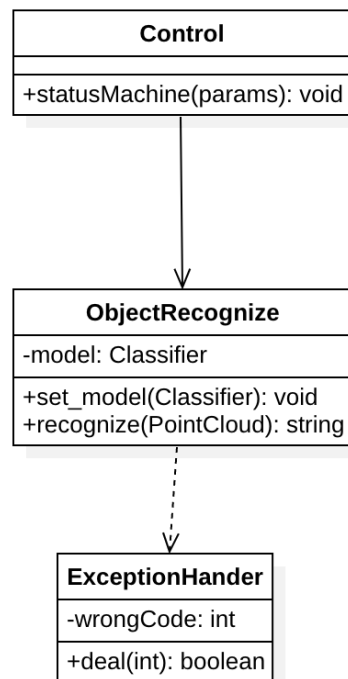 Control
+statusMachine(params): void
ObjectRecognize
-model: Classifier
+set_model(Classifier): void
+recognize(PointCloud): string
ExceptionHander
-wrongCode: int
+deal(int): boolean